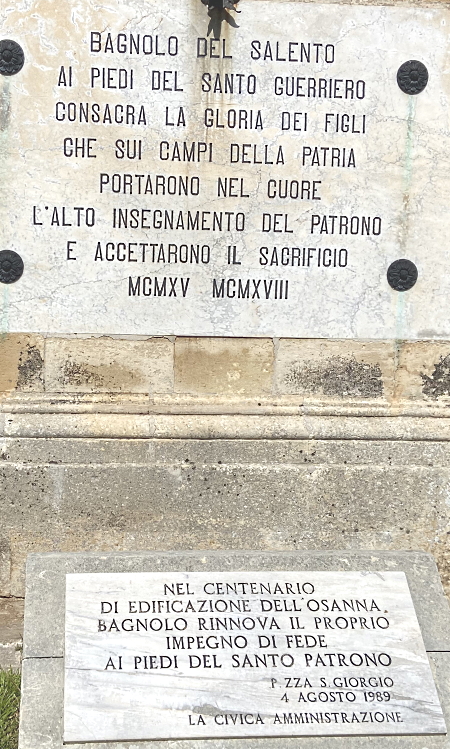 BAGNOLO DEL SALENTO
AI PIEDI DEL SANTO GUERRIERO
CONSACRA LA GLORIA DEI FIGLI
CHE SUI CAMPI DELLA PATRIA
PORTARONO NEL CUORE
L'ALTO INSEGNAMENTO DEL PATRONO
E ACCETTARONO IL SACRIFICIO
MCMXV MCMXVIII
NEL CENTENARIO
DI EDIFICAZIONE DELL'OSANNA
BAGNOLO RINNOVA IL PROPRIO
IMPEGNO DI FEDE
AI PIEDI DEL SANTO PATRONO
P.ZZA S.GIORGIO
4 AGOSTO 1989
LA CIVICA AMMINISTRAZIONE